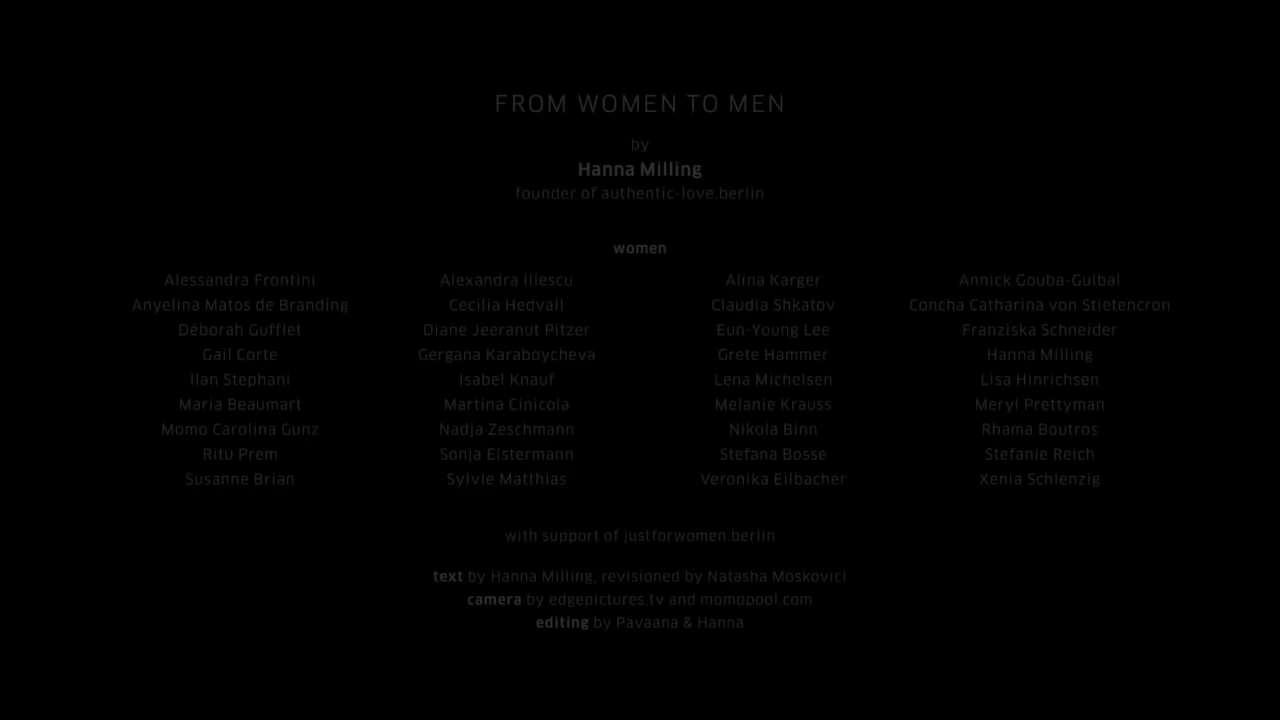 FROM WOMEN TO MEN
by
Hanna Milling
founder of authentic-love.berlin
women
Alessandra Frontini Alexandra Iliescu Alina Karger Annick Gouba-Guibal
Anyelina Matos de Branding Cecilia Hedvall Claudia Shkatov Concha Catharina von Stietencron
Déborah Gufflet Diane Jeeranut Pitzer Eun-Young Lee Franziska Schneider
Gail Corte Gergana Karaboycheva Grete Hammer Hanna Milling
Ilan Stephani Isabel Knauf Lena Michelsen Lisa Hinrichsen
Maria Beaumart Martina Cinicola Melanie Krauss Meryl Prettyman
Momo Carolina Gunz Nadja Zeschmann Nikola Binn Rhama Boutros
Ritu Prem Sonja Elstermann Stefana Bosse Stefanie Reich
Susanne Brian Sylvie Matthias Veronika Eilbacher Xenia Schlenzig
with support of justforwomen.berlin
text by Hanna Milling, revisioned by Natasha Moskovici
camera by edgepictures.tv and momopool.com
editing by Pavaana & Hanna